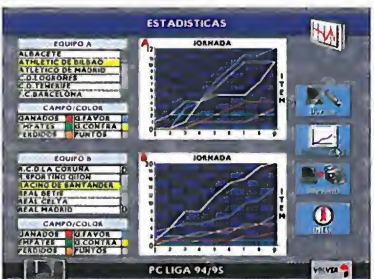 ESTADISTICAS
EQUIPO A
ALBACETE
ATHLETIC DE BILBAO
ATLETICO DE MADRID
C.D.LOGROÑES
C.D.TENERIFE
F.C.BARCELONA
CAMPO/COLOR
GANADOS G.FAVOR
EMPATES G.CONTRA
PERDIDOS PUNTOS
A
JORNADA
ITEM
EQUIPO B
R.C.D.LA CORUÑA
R.SPORTING GIJON
RACING DE SANTANDER
REAL BETIS
REAL CELTA
REAL MADRID
CAMPO/COLOR
GANADOS G.FAVOR
EMPATES G.CONTRA
PERDIDOS PUNTOS
B
JORNADA
ITEM
PC LIGA 94/95
VOLVER